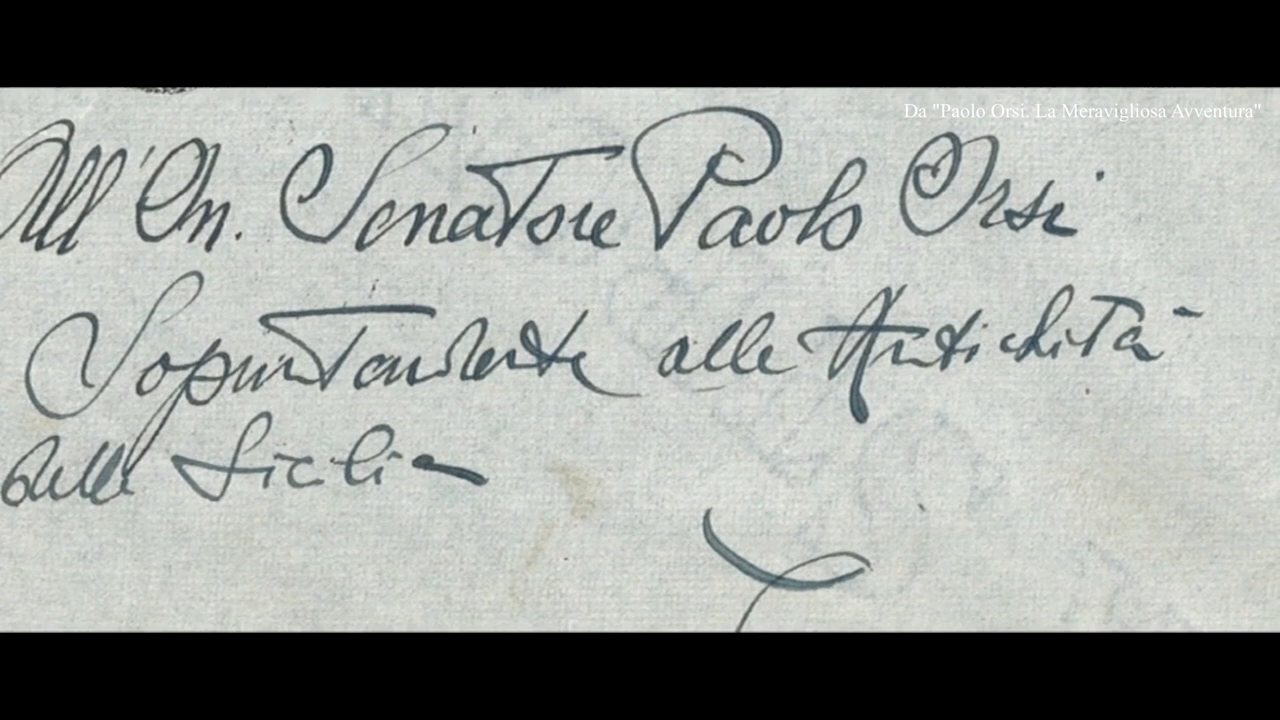 Da "Paolo Orsi. La Meravigliosa Avventura"
All'On. Senatore Paolo Orsi
Soprintendente alle Antichità
della Sicilia